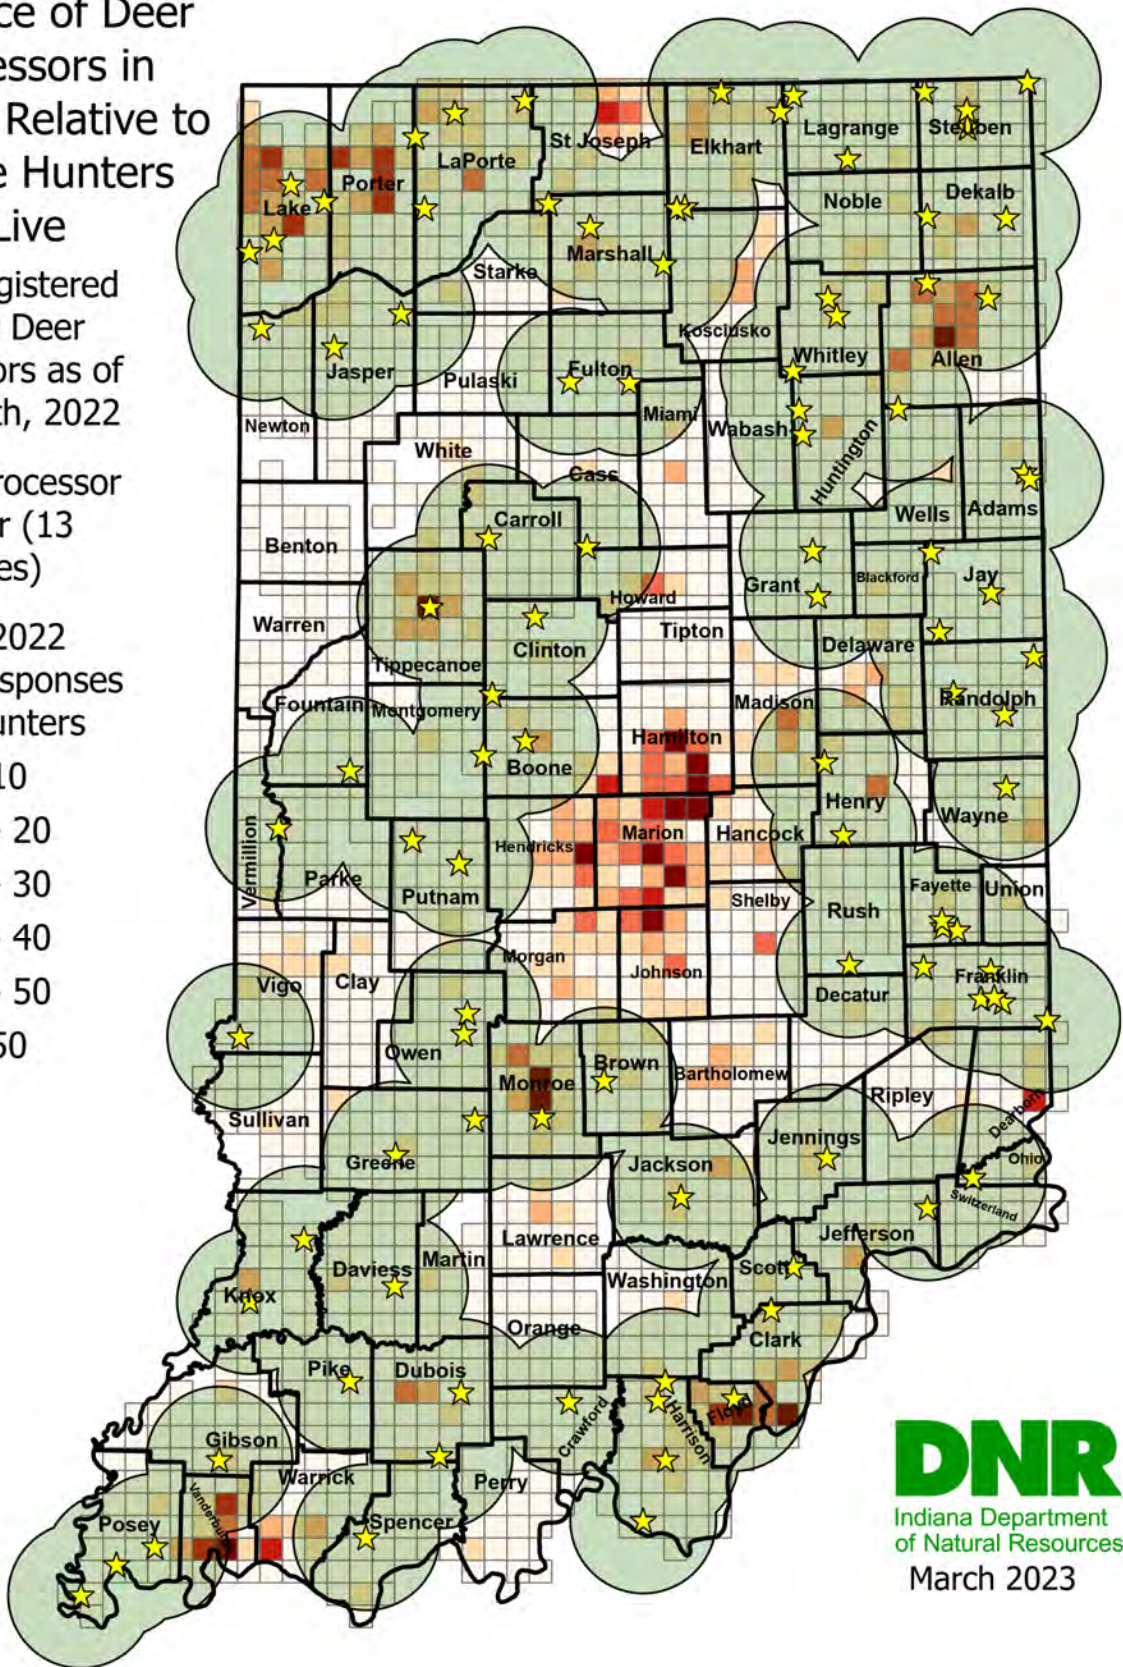 ce of Deer
essors in
Relative to
e Hunters
Live
gistered
Deer
ors as of
th, 2022
rocessor
r (13
es)
2022
sponses
unters
10
20
30
40
50
50
St Joseph
Elkhart
Lagrange
Steuben
LaPorte
Porter
Lake
Noble
Dekalb
Marshall
Starke
Kosciusko
Whitley
Allen
Jasper
Pulaski
Fulton
Miami
Newton
White
Wabash
Huntington
Cass
Carroll
Wells
Adams
Benton
Grant
Blackford
Jay
Howard
Warren
Tipton
Delaware
Clinton
Tippecanoe
Randolph
Fountain
Montgomery
Madison
Hamilton
Boone
Henry
Wayne
Vermillion
Hendricks
Marion
Hancock
Parke
Putnam
Shelby
Rush
Fayette
Union
Morgan
Johnson
Vigo
Clay
Franklin
Decatur
Owen
Monroe
Brown
Bartholomew
Ripley
Dearborn
Sullivan
Greene
Jackson
Jennings
Ohio
Switzerland
Lawrence
Jefferson
Martin
Daviess
Washington
Scott
Knox
Orange
Clark
Pike
Dubois
Crawford
Harrison
Floyd
Gibson
Warrick
Perry
Vanderburgh
Posey
Spencer
DNR
Indiana Department
of Natural Resources
March 2023